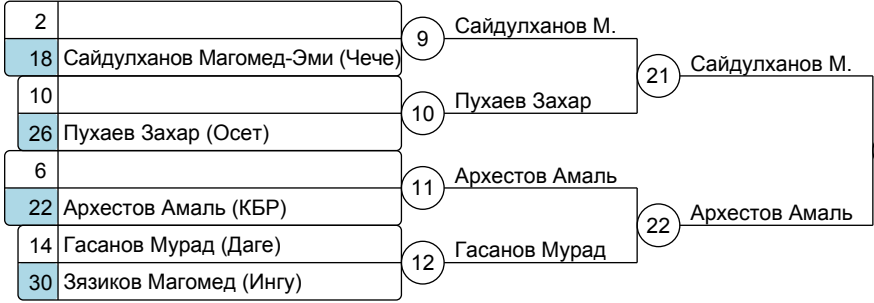 2
18 Сайдулханов Магомед-Эми (Чече)
10
26 Пухаев Захар (Осет)
6
22 Архестов Амаль (КБР)
14 Гасанов Мурад (Даге)
30 Зязиков Магомед (Ингу)
9 Сайдулханов М.
10 Пухаев Захар
11 Архестов Амаль
12 Гасанов Мурад
21 Сайдулханов М.
22 Архестов Амаль